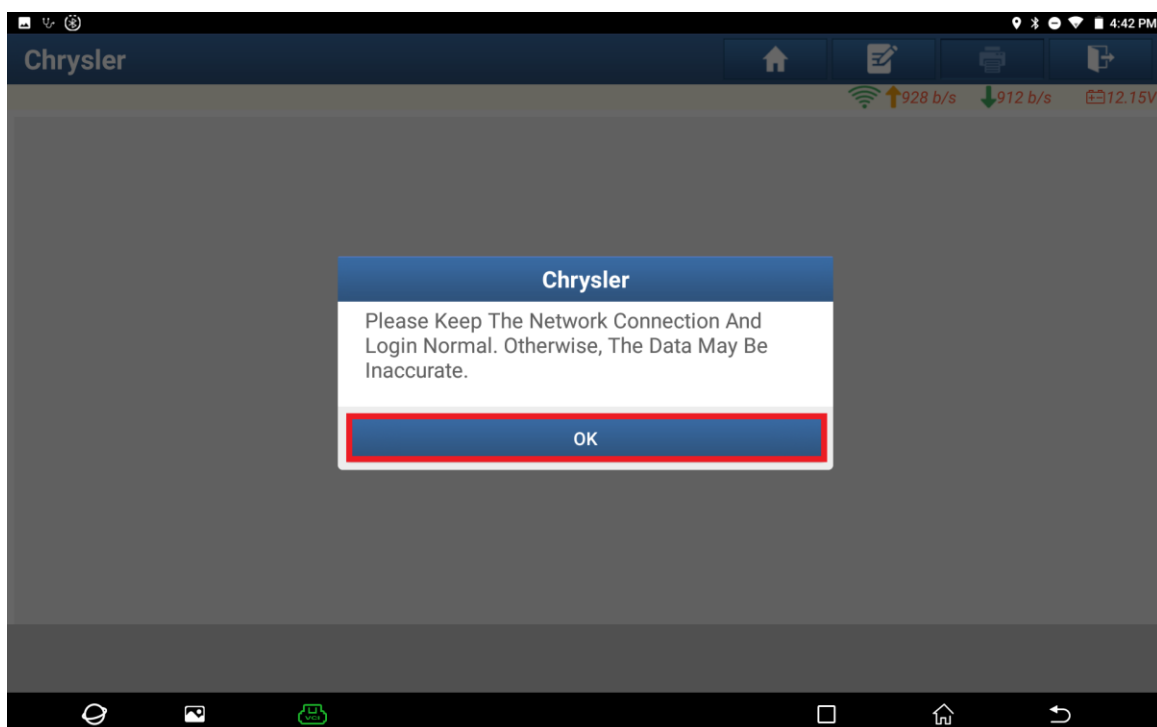 4:42 PM
Chrysler
928 b/s 912 b/s 12.15V
Chrysler
Please Keep The Network Connection And
Login Normal. Otherwise, The Data May Be
Inaccurate.
OK
VCI